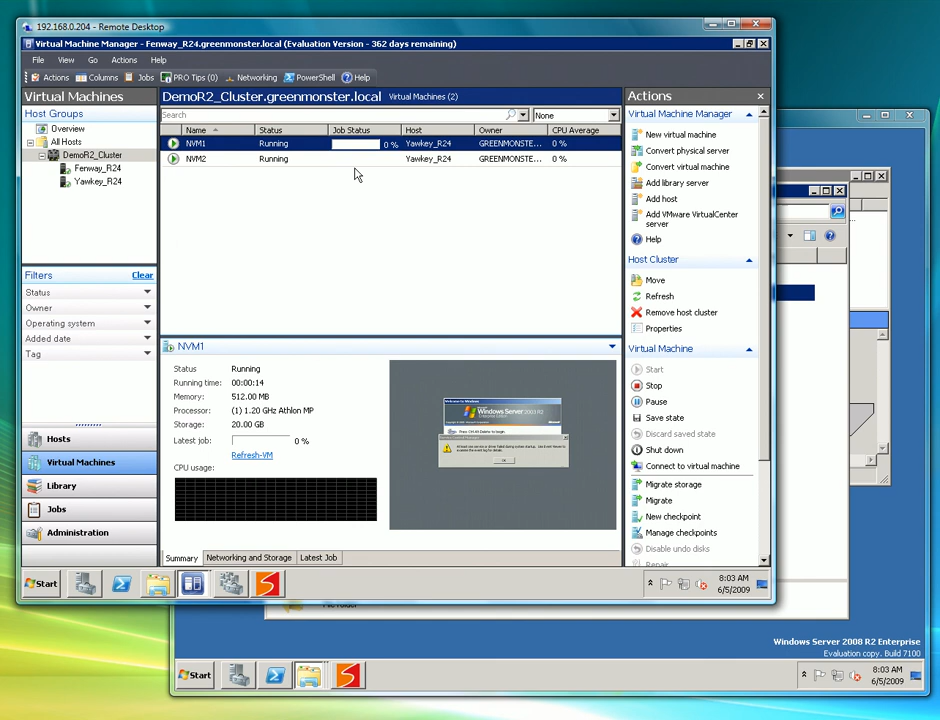 192.168.0.204 - Remote Desktop
Virtual Machine Manager - Fenway_R24.greenmonster.local (Evaluation Version - 362 days remaining)
File View Go Actions Help
Actions Columns Jobs PRO Tips (0) Networking PowerShell Help
Virtual Machines
Host Groups
Overview
All Hosts
DemoR2_Cluster
Fenway_R24
Yawkey_R24
Filters Clear
Status
Owner
Operating system
Added date
Tag
Hosts
Virtual Machines
Library
Jobs
Administration
DemoR2_Cluster.greenmonster.local Virtual Machines (2)
Search None
Name Status Job Status Host Owner CPU Average
NVM1 Running 0 % Yawkey_R24 GREENMONSTE... 0 %
NVM2 Running Yawkey_R24 GREENMONSTE... 0 %
NVM1
Status Running
Running time: 00:00:14
Memory: 512.00 MB
Processor: (1) 1.20 GHz Athlon MP
Storage: 20.00 GB
Latest job: 0 %
Refresh-VM
CPU usage:
Welcome to Windows
Windows Server 2003 R2
Summary Networking and Storage Latest Job
Actions
Virtual Machine Manager
New virtual machine
Convert physical server
Convert virtual machine
Add library server
Add host
Add VMware VirtualCenter
server
Help
Host Cluster
Move
Refresh
Remove host cluster
Properties
Virtual Machine
Start
Stop
Pause
Save state
Discard saved state
Shut down
Connect to virtual machine
Migrate storage
Migrate
New checkpoint
Manage checkpoints
Disable undo disks
Repair
Start
8:03 AM
6/5/2009
File folder
Windows Server 2008 R2 Enterprise
Evaluation copy. Build 7100
Start
8:03 AM
6/5/2009